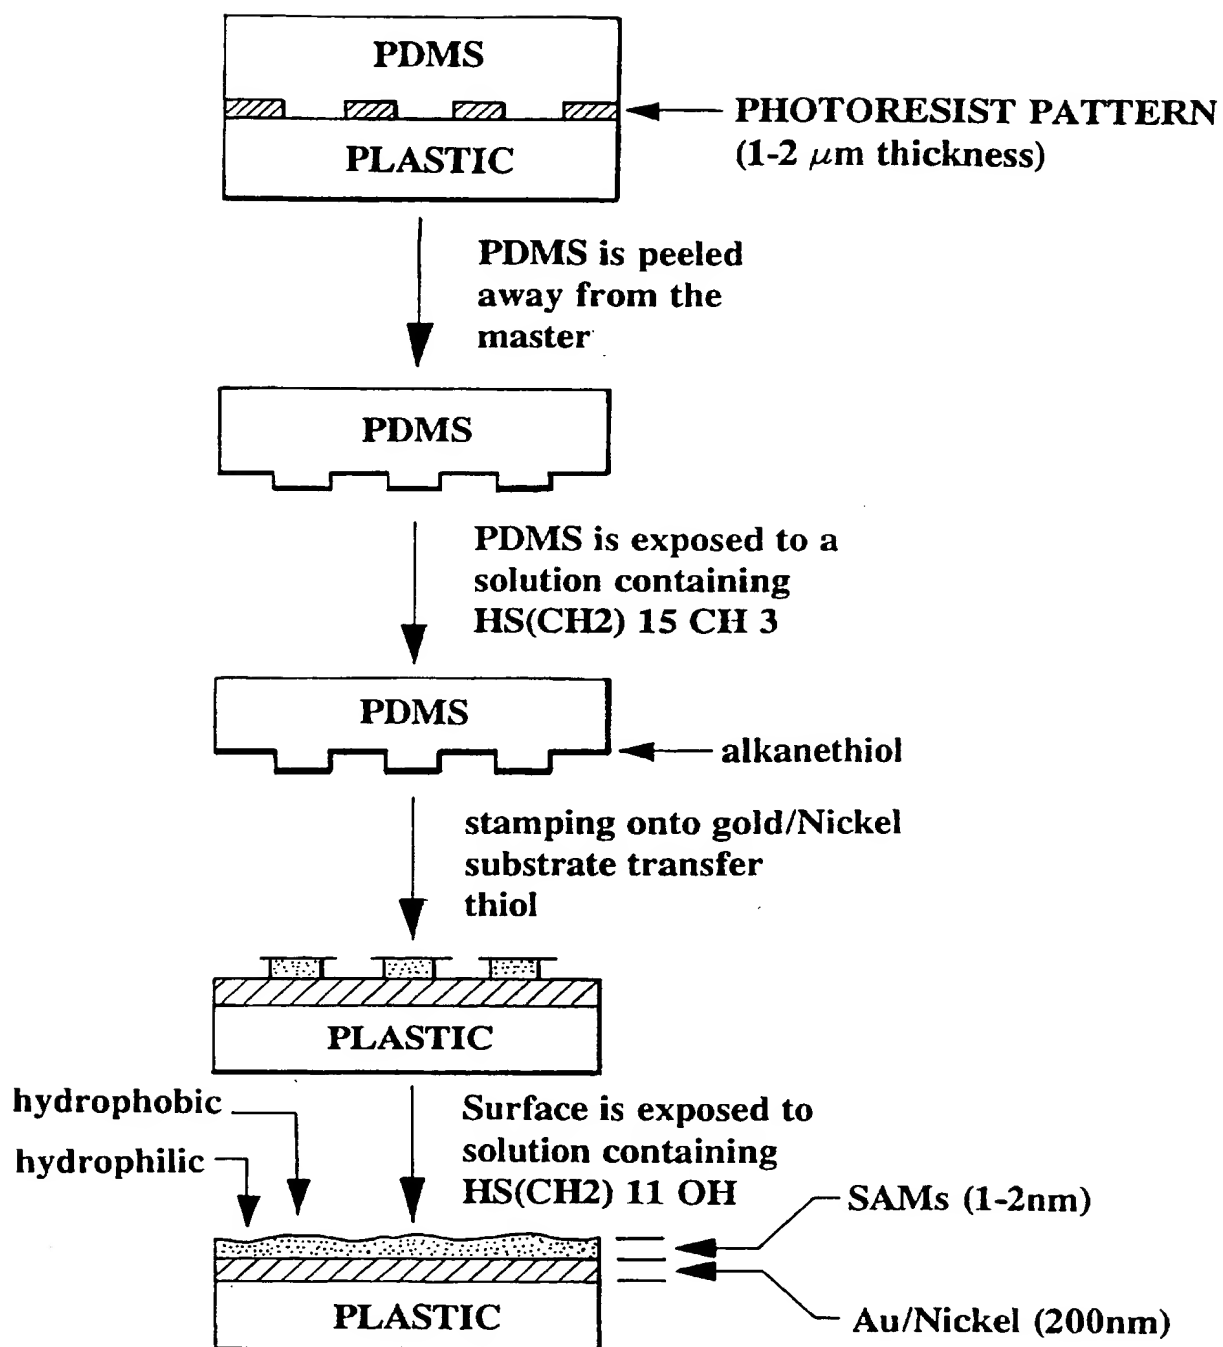 PDMS
PHOTORESIST PATTERN
(1-2 μm thickness)
PLASTIC
PDMS is peeled
away from the
master
PDMS
PDMS is exposed to a
solution containing
HS(CH2) 15 CH 3
PDMS
alkanethiol
stamping onto gold/Nickel
substrate transfer
thiol
PLASTIC
hydrophobic
hydrophilic
Surface is exposed to
solution containing
HS(CH2) 11 OH
SAMs (1-2nm)
PLASTIC
Au/Nickel (200nm)